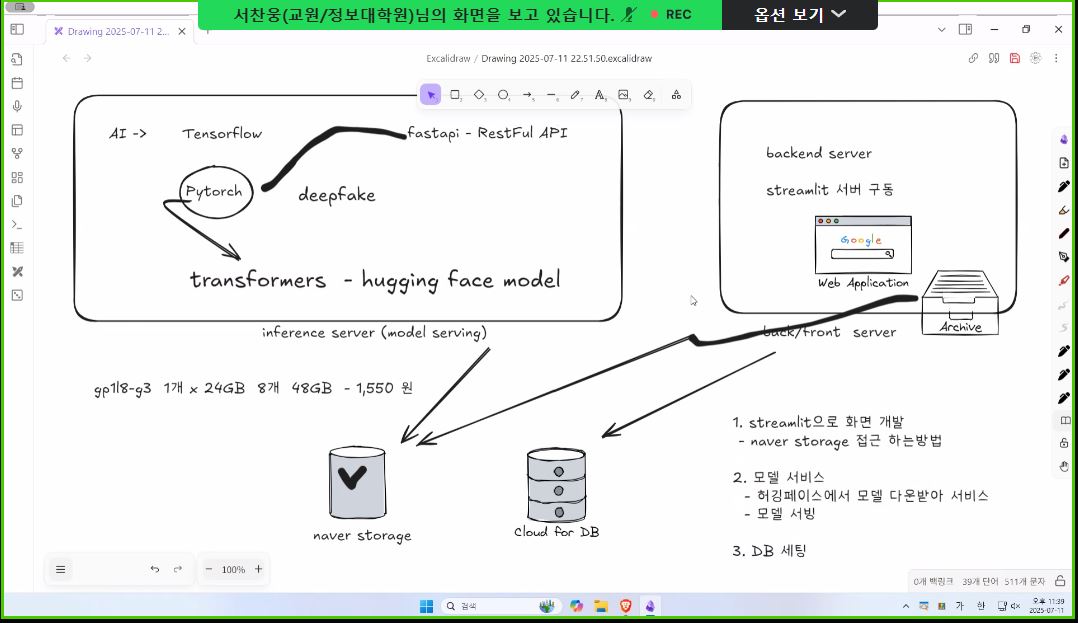 서찬웅(교원/정보대학원)님의 화면을 보고 있습니다.
REC
옵션 보기
Drawing 2025-07-11 2...
Excalidraw / Drawing 2025-07-11 22.51.50.excalidraw
AI -> Tensorflow
fastapi - RestFul API
Pytorch
deepfake
transformers - hugging face model
inference server (model serving)
backend server
streamlit 서버 구동
Google
Web Application
Archive
back/front server
1개 x 24GB 8개 48GB - 1,550 원
naver storage
Cloud for DB
1. streamlit으로 화면 개발
- naver storage 접근 하는방법
2. 모델 서비스
- 허깅페이스에서 모델 다운받아 서비스
- 모델 서빙
3. DB 세팅
100%
0개 백링크 39개 단어 511개 문자
검색
가
한
오후 11:39
2025-07-11